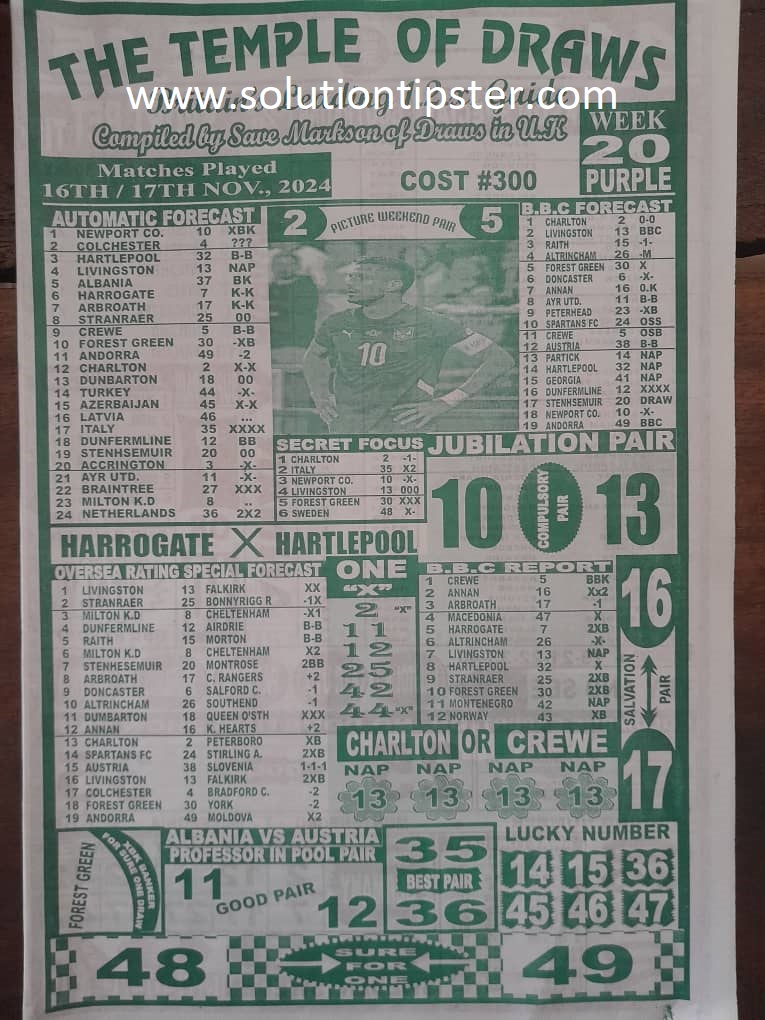 THE TEMPLE OF DRAWS
www.solutiontipster.com
Compiled by Save Markson of Draws in U.K
WEEK
20
PURPLE
Matches Played
16TH / 17TH NOV., 2024
COST #300
AUTOMATIC FORECAST
1 NEWPORT CO. 10 XBK
2 COLCHESTER 4 ???
3 HARTLEPOOL 32 B-B
4 LIVINGSTON 13 NAP
5 ALBANIA 37 BK
6 HARROGATE 7 K-K
7 ARBROATH 17 K-K
8 STRANRAER 25 00
9 CREWE 5 B-B
10 FOREST GREEN 30 -XB
11 ANDORRA 49 -2
12 CHARLTON 2 X-X
13 DUNBARTON 18 00
14 TURKEY 44 -X-
15 AZERBAIJAN 45 X-X
16 LATVIA 46 ...
17 ITALY 35 XXXX
18 DUNFERMLINE 12 BB
19 STENHSMUIR 20 00
20 ACCRINGTON 3 -X-
21 AYR UTD. 11 -X-
22 BRAINTREE 27 XXX
23 MILTON K.D 8 ..
24 NETHERLANDS 36 2X2
2 PICTURE WEEKEND PAIR 5
10
B.B.C FORECAST
1 CHARLTON 2 0-0
2 LIVINGSTON 13 BBC
3 RAITH 15 -1-
4 ALTRINCHAM 26 -M
5 FOREST GREEN 30 X
6 DONCASTER 6 -X-
7 ANNAN 16 0.K
8 AYR UTD. 11 B-B
9 PETERHEAD 23 -XB
10 SPARTANS FC 24 OSS
11 CREWE 5 OSB
12 AUSTRIA 38 B-B
13 PARTICK 14 NAP
14 HARTLEPOOL 32 NAP
15 GEORGIA 41 NAP
16 DUNFERMLINE 12 XXXX
17 STENHSEMUIR 20 DRAW
18 NEWPORT CO. 10 -X-
19 ANDORRA 49 BBC
SECRET FOCUS
1 CHARLTON 2 -1-
2 ITALY 35 X2
3 NEWPORT CO. 10 -X-
4 LIVINGSTON 13 000
5 FOREST GREEN 30 XXX
6 SWEDEN 48 X-
JUBILATION PAIR
10 COMPULSORY PAIR 13
HARROGATE X HARTLEPOOL
OVERSEA RATING SPECIAL FORECAST
1 LIVINGSTON 13 FALKIRK XX
2 STRANRAER 25 BONNYRIGG R -1X
3 MILTON K.D 8 CHELTENHAM -X1
4 DUNFERMLINE 12 AIRDRIE B-B
5 RAITH 15 MORTON B-B
6 MILTON K.D 8 CHELTENHAM X2
7 STENHESEMUIR 20 MONTROSE 2BB
8 ARBROATH 17 C. RANGERS +2
9 DONCASTER 6 SALFORD C. -1
10 ALTRINCHAM 26 SOUTHEND -1
11 DUMBARTON 18 QUEEN O'STH XXX
12 ANNAN 16 K. HEARTS +2
13 CHARLTON 2 PETERBORO XB
14 SPARTANS FC 24 STIRLING A. 2XB
15 AUSTRIA 38 SLOVENIA 1-1-1
16 LIVINGSTON 13 FALKIRK 2XB
17 COLCHESTER 4 BRADFORD C. -2
18 FOREST GREEN 30 YORK -2
19 ANDORRA 49 MOLDOVA X2
ONE
"X"
2 "X"
11
12
25
42
44 "X"
B.B.C REPORT
1 CREWE 5 BBK
2 ANNAN 16 Xx2
3 ARBROATH 17 -1
4 MACEDONIA 47 X
5 HARROGATE 7 2XB
6 ALTRINCHAM 26 -X-
7 LIVINGSTON 13 NAP
8 HARTLEPOOL 32 X
9 STRANRAER 25 2XB
10 FOREST GREEN 30 2XB
11 MONTENEGRO 42 NAP
12 NORWAY 43 XB
16
SALVATION PAIR
17
CHARLTON OR CREWE
NAP NAP NAP NAP
13 13 13 13
FOREST GREEN
XBK BANKER
FOR SURE ONE DRAW
ALBANIA VS AUSTRIA
PROFESSOR IN POOL PAIR
11 GOOD PAIR 12
35
BEST PAIR
36
LUCKY NUMBER
14 15 36
45 46 47
48 SURE FOR ONE 49